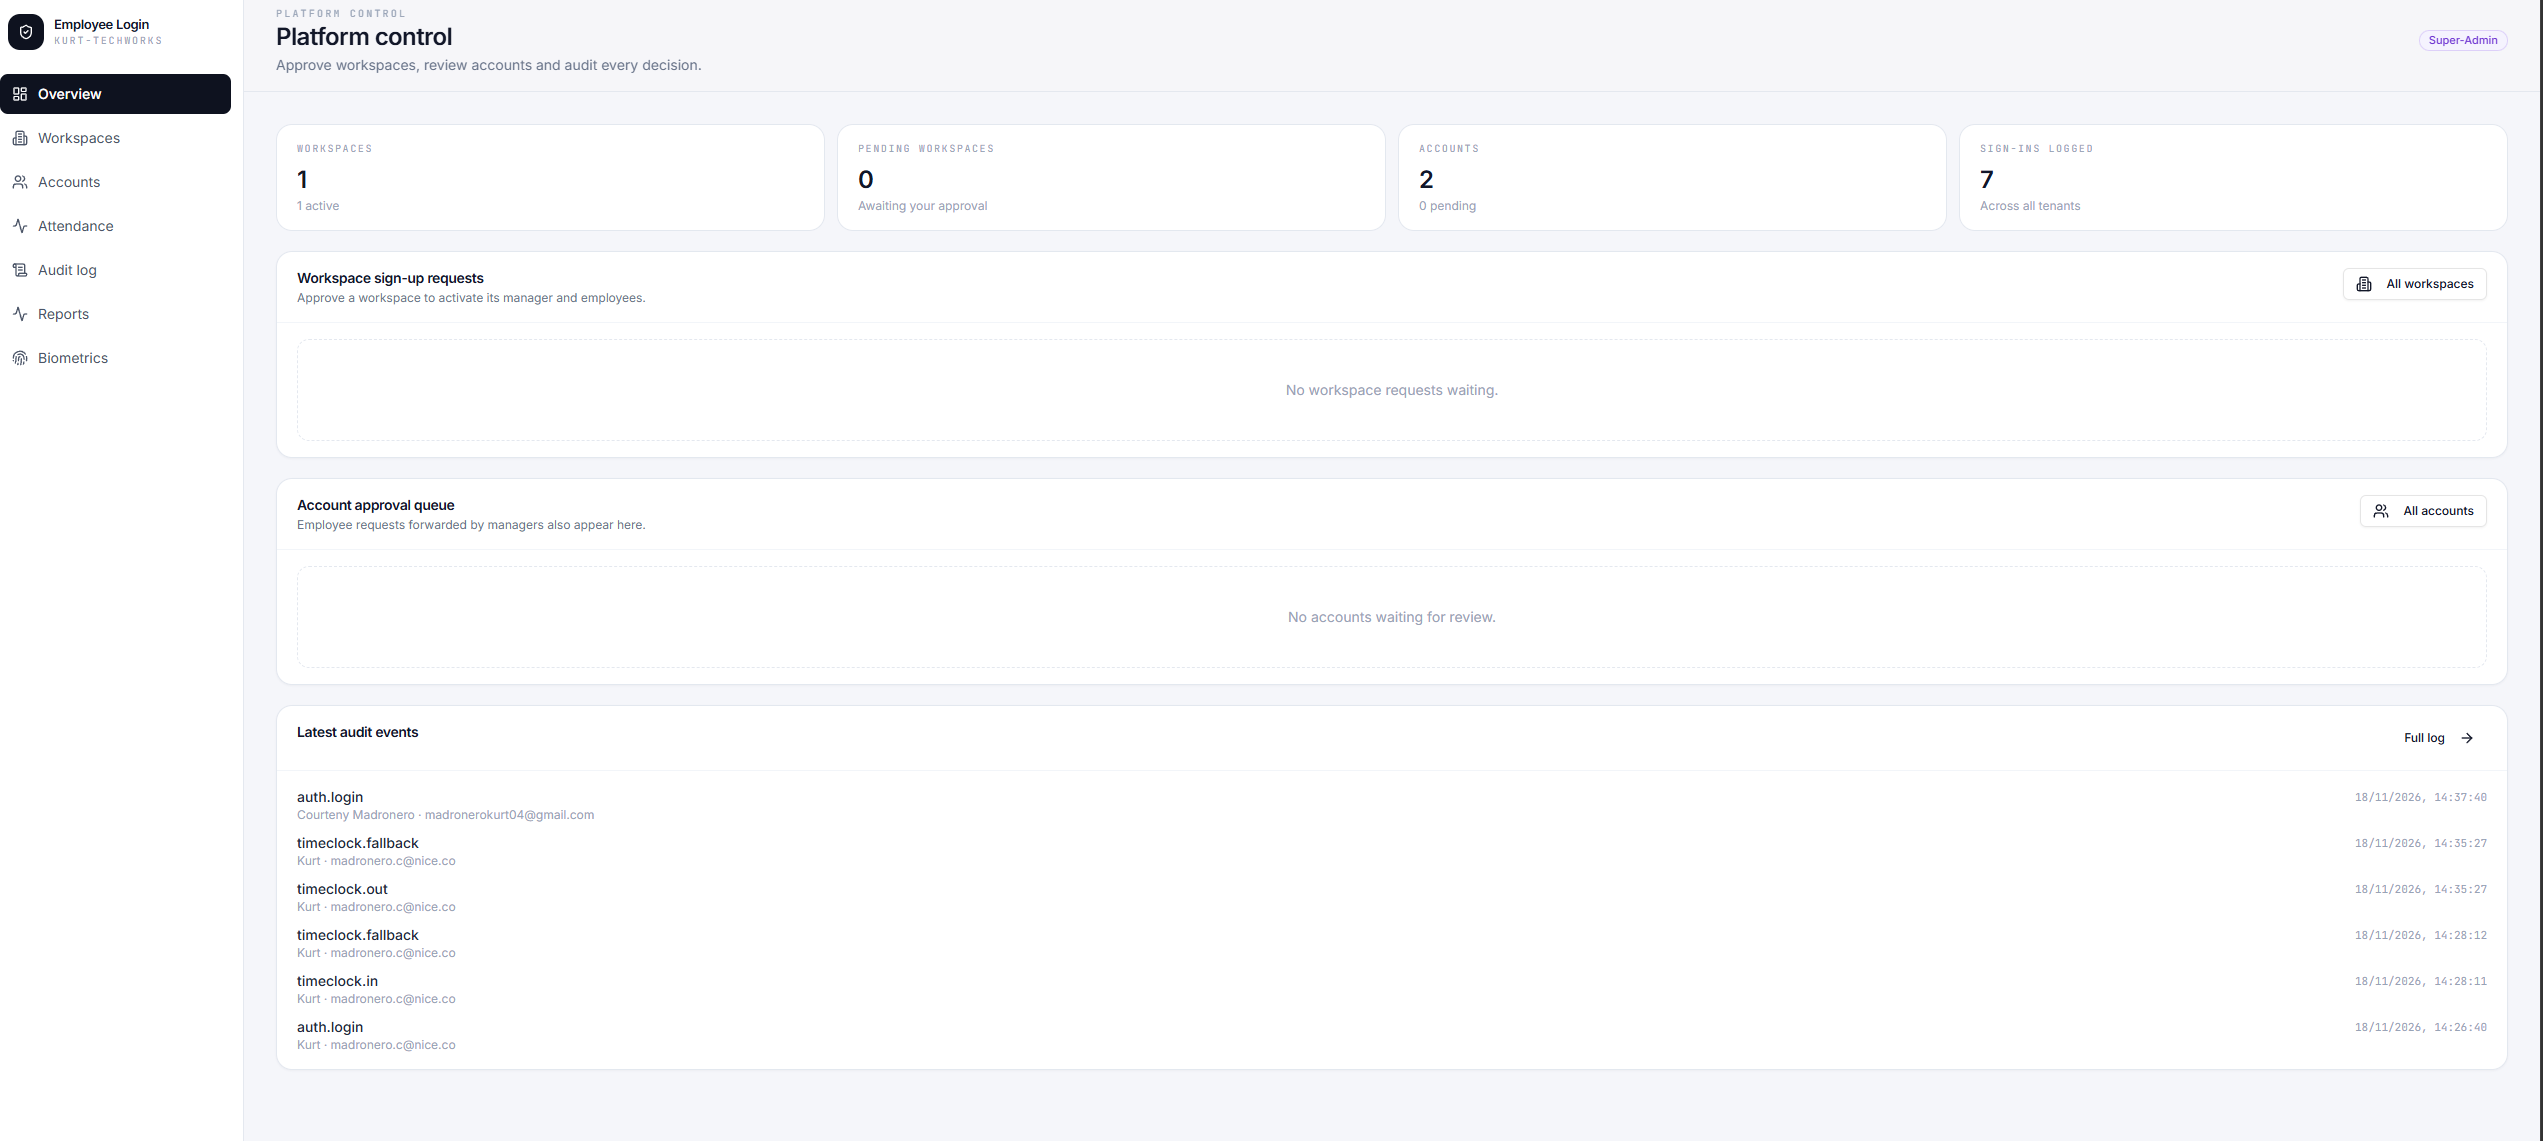 Employee Login
KURT-TECHWORKS
Overview
Workspaces
Accounts
Attendance
Audit log
Reports
Biometrics
PLATFORM CONTROL
Platform control
Approve workspaces, review accounts and audit every decision.
Super-Admin
WORKSPACES
1
1 active
PENDING WORKSPACES
0
Awaiting your approval
ACCOUNTS
2
0 pending
SIGN-INS LOGGED
7
Across all tenants
Workspace sign-up requests
Approve a workspace to activate its manager and employees.
All workspaces
No workspace requests waiting.
Account approval queue
Employee requests forwarded by managers also appear here.
All accounts
No accounts waiting for review.
Latest audit events
Full log
auth.login
Courteny Madronero · madronerokurt04@gmail.com
18/11/2026, 14:37:40
timeclock.fallback
Kurt · madronero.c@nice.co
18/11/2026, 14:35:27
timeclock.out
Kurt · madronero.c@nice.co
18/11/2026, 14:35:27
timeclock.fallback
Kurt · madronero.c@nice.co
18/11/2026, 14:28:12
timeclock.in
Kurt · madronero.c@nice.co
18/11/2026, 14:28:11
auth.login
Kurt · madronero.c@nice.co
18/11/2026, 14:26:40